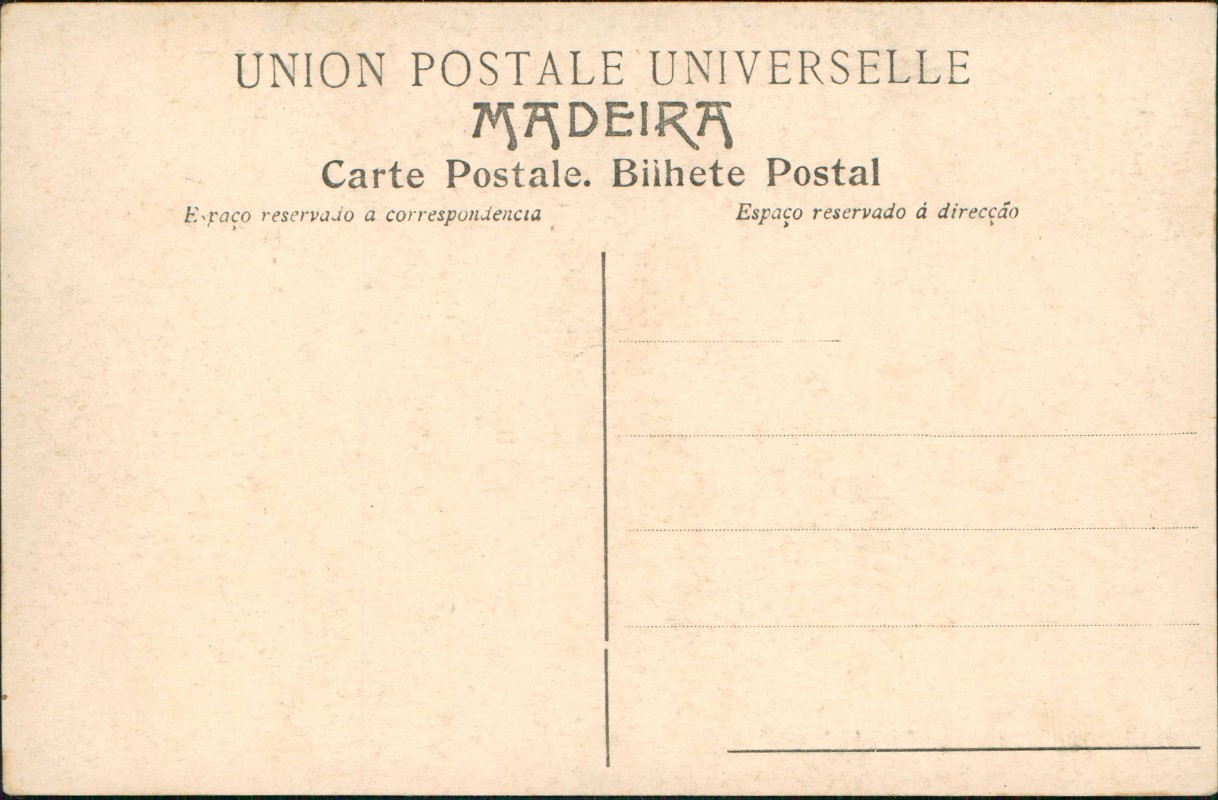 UNION POSTALE UNIVERSELLE
MADEIRA
Carte Postale. Bilhete Postal
Espaço reservado a correspondencia
Espaço reservado á direcção